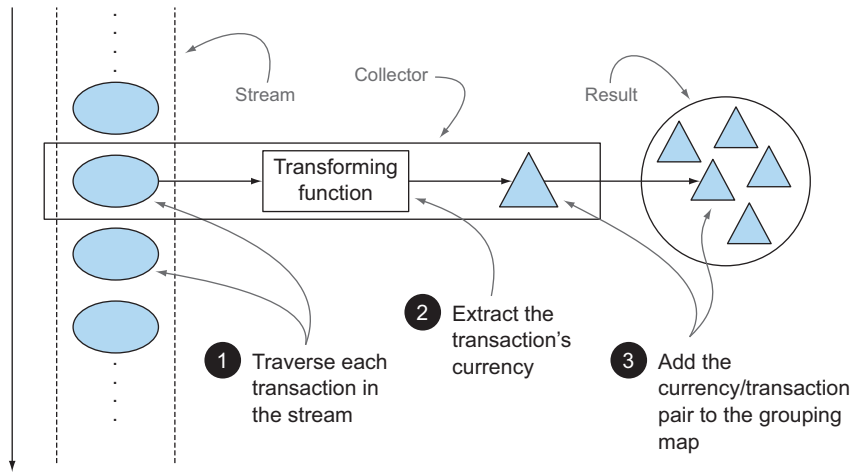 Stream
Collector
Result
Transforming
function
1
Traverse each
transaction in
the stream
2
Extract the
transaction's
currency
3
Add the
currency/transaction
pair to the grouping
map